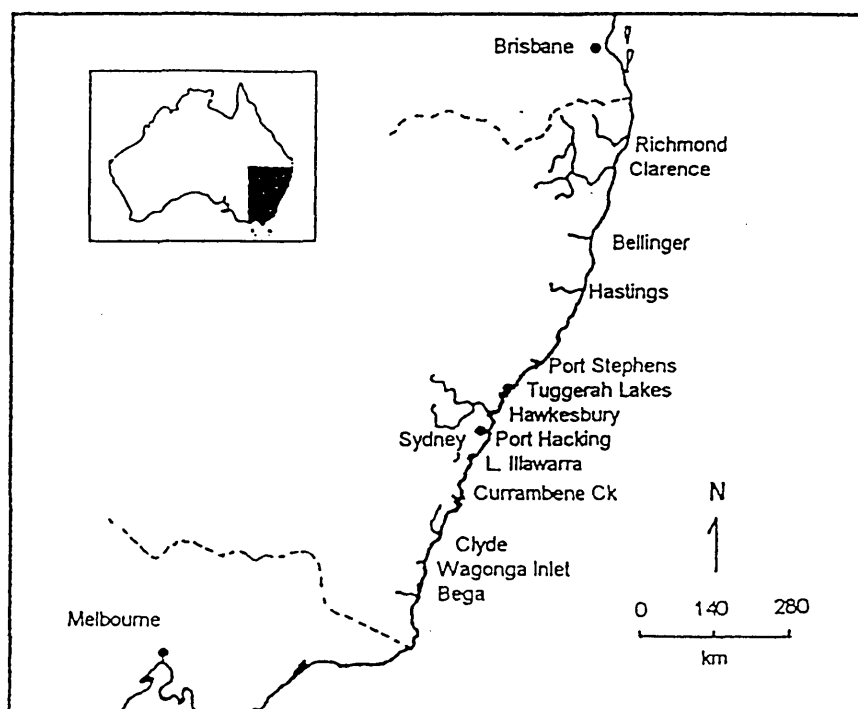 Brisbane
Richmond
Clarence
Bellinger
Hastings
Port Stephens
Tuggerah Lakes
Hawkesbury
Sydney
Port Hacking
L. Illawarra
Currambene Ck
N
Clyde
Wagonga Inlet
Bega
0 140 280
km
Melbourne